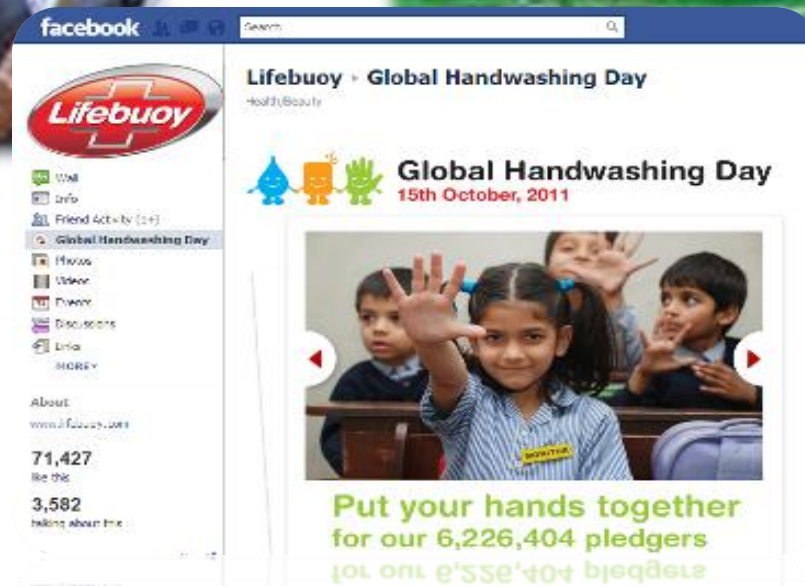 facebook
Search
Lifebuoy
Lifebuoy ▸ Global Handwashing Day
Health/Beauty
Wall
Info
Friend Activity (1+)
Global Handwashing Day
Photos
Videos
Events
Discussions
Links
MORE
About
www.lifebuoy.com
71,427
like this
3,582
talking about this
Global Handwashing Day
15th October, 2011
MONITOR
Put your hands together
for our 6,226,404 pledgers